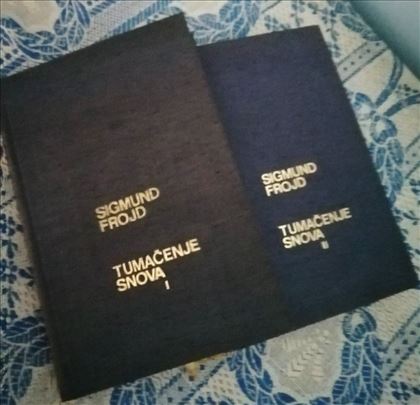 SIGMUND
FROJD
TUMAČENJE
SNOVA
I
SIGMUND
FROJD
TUMAČENJE
SNOVA
II